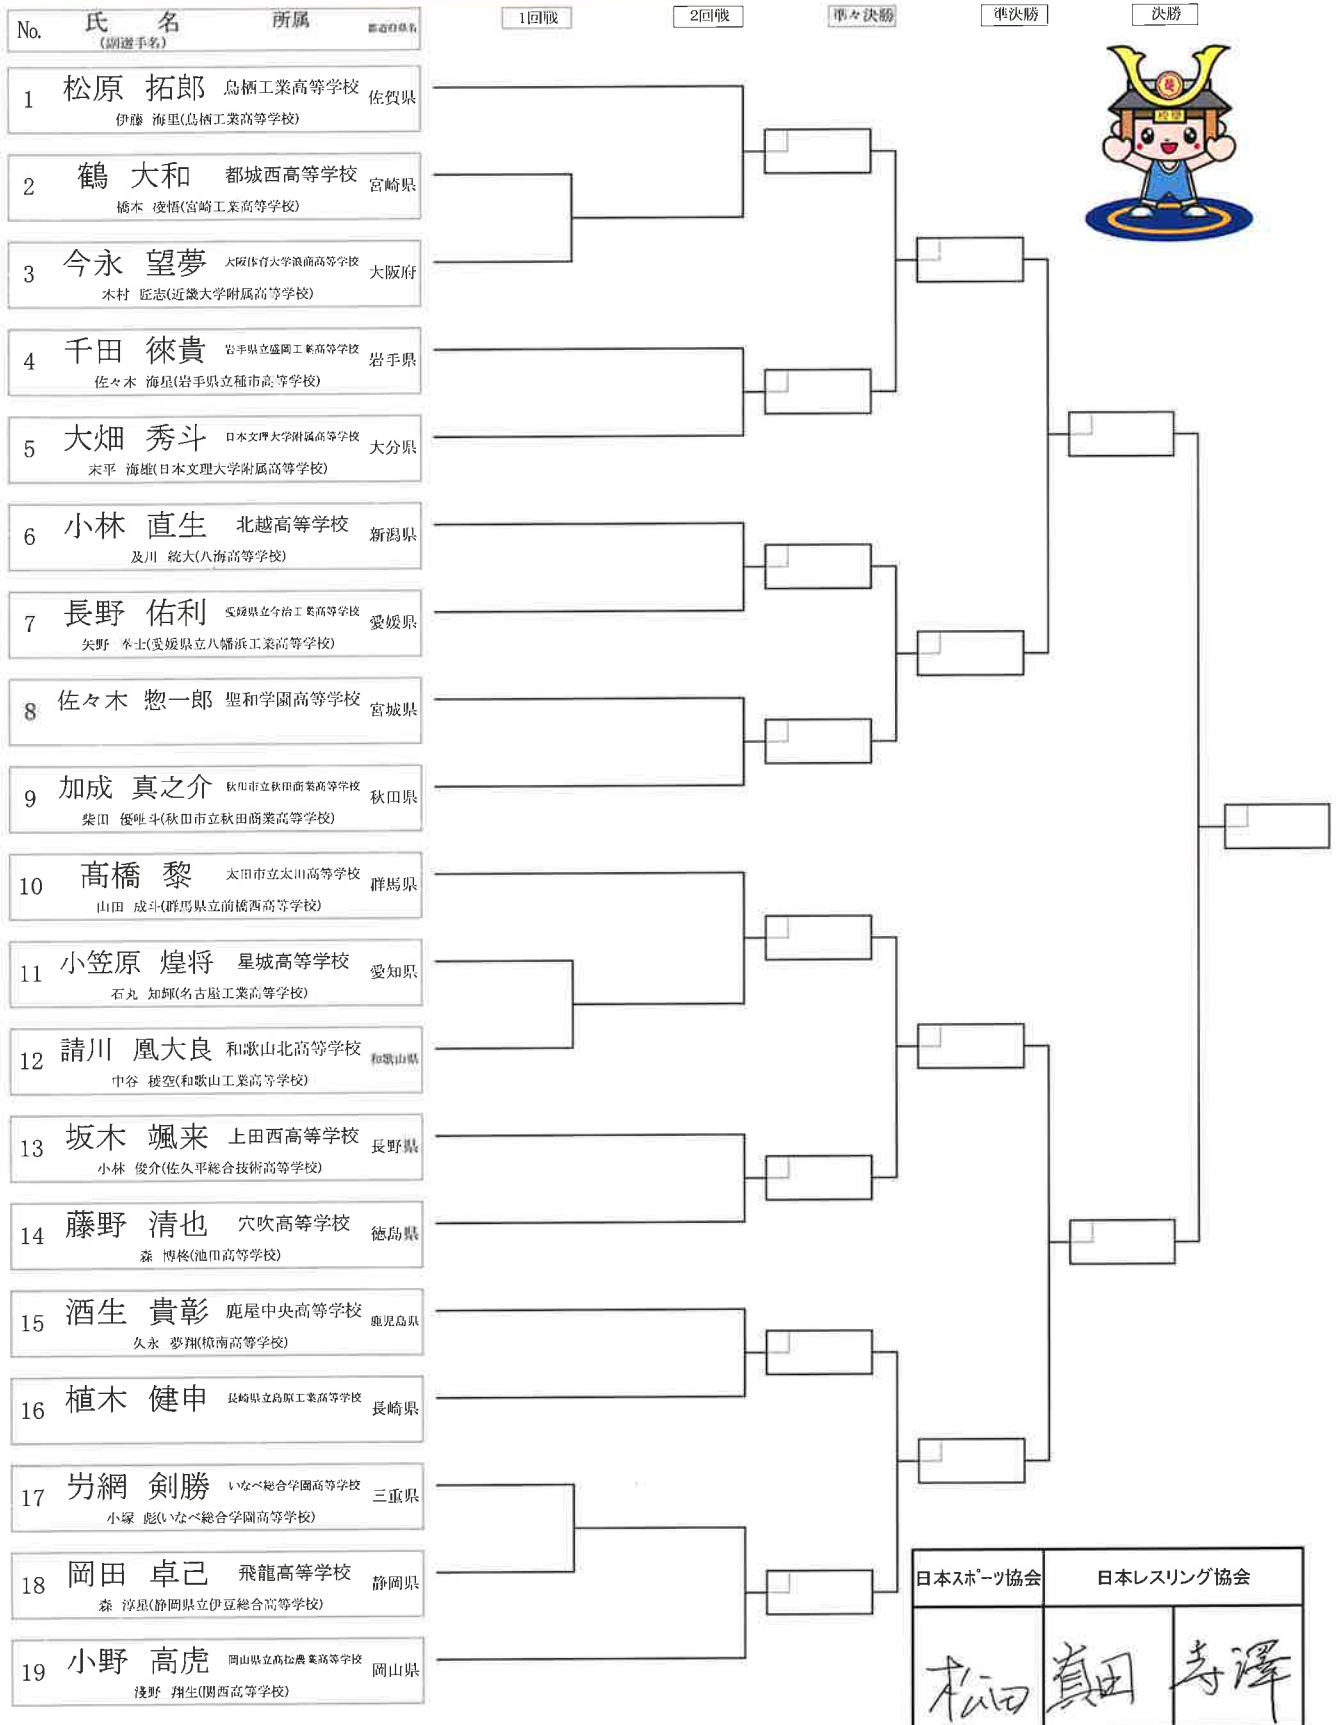 No. 氏 名 所属 都道府県名
(副選手名)
1回戦 2回戦 準々決勝 準決勝 決勝
1 松原 拓郎 鳥栖工業高等学校 佐賀県
伊藤 海里(鳥栖工業高等学校)
2 鶴 大和 都城西高等学校 宮崎県
橋本 凌悟(宮崎工業高等学校)
3 今永 望夢 大阪体育大学浪商高等学校 大阪府
木村 匠志(近畿大学附属高等学校)
4 千田 徠貴 岩手県立盛岡工業高等学校 岩手県
佐々木 海星(岩手県立種市高等学校)
5 大畑 秀斗 日本文理大学附属高等学校 大分県
末平 海雄(日本文理大学附属高等学校)
6 小林 直生 北越高等学校 新潟県
及川 統大(八海高等学校)
7 長野 佑利 愛媛県立今治工業高等学校 愛媛県
矢野 士(愛媛県立八幡浜工業高等学校)
8 佐々木 惣一郎 聖和学園高等学校 宮城県
9 加成 真之介 秋田市立秋田商業高等学校 秋田県
柴田 優唯斗(秋田市立秋田商業高等学校)
10 髙橋 黎 太田市立太田高等学校 群馬県
山田 成斗(群馬県立前橋西高等学校)
11 小笠原 煌将 星城高等学校 愛知県
石丸 知輝(名古屋工業高等学校)
12 請川 凰大良 和歌山北高等学校 和歌山県
中谷 稜空(和歌山工業高等学校)
13 坂木 颯来 上田西高等学校 長野県
小林 俊介(佐久平総合技術高等学校)
14 藤野 清也 穴吹高等学校 徳島県
森 博柊(池田高等学校)
15 酒生 貴彰 鹿屋中央高等学校 鹿児島県
久永 夢翔(樟南高等学校)
16 植木 健申 長崎県立島原工業高等学校 長崎県
17 岃網 剣勝 いなべ総合学園高等学校 三重県
小塚 彪(いなべ総合学園高等学校)
18 岡田 卓己 飛龍高等学校 静岡県
森 淳星(静岡県立伊豆総合高等学校)
19 小野 高虎 岡山県立高松農業高等学校 岡山県
淺野 翔生(関西高等学校)
日本スポーツ協会 日本レスリング協会
松田 眞田 寺澤